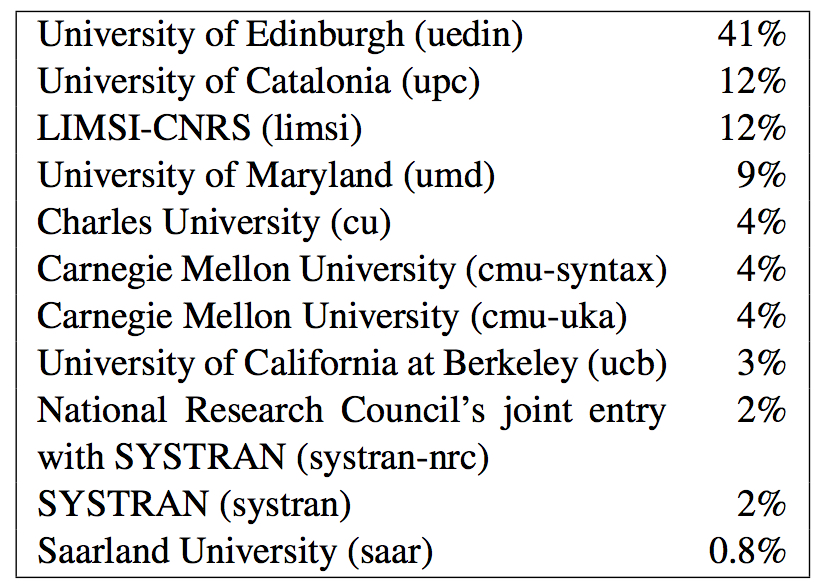 University of Edinburgh (uedin) 41%
University of Catalonia (upc) 12%
LIMSI-CNRS (limsi) 12%
University of Maryland (umd) 9%
Charles University (cu) 4%
Carnegie Mellon University (cmu-syntax) 4%
Carnegie Mellon University (cmu-uka) 4%
University of California at Berkeley (ucb) 3%
National Research Council’s joint entry 2%
with SYSTRAN (systran-nrc)
SYSTRAN (systran) 2%
Saarland University (saar) 0.8%